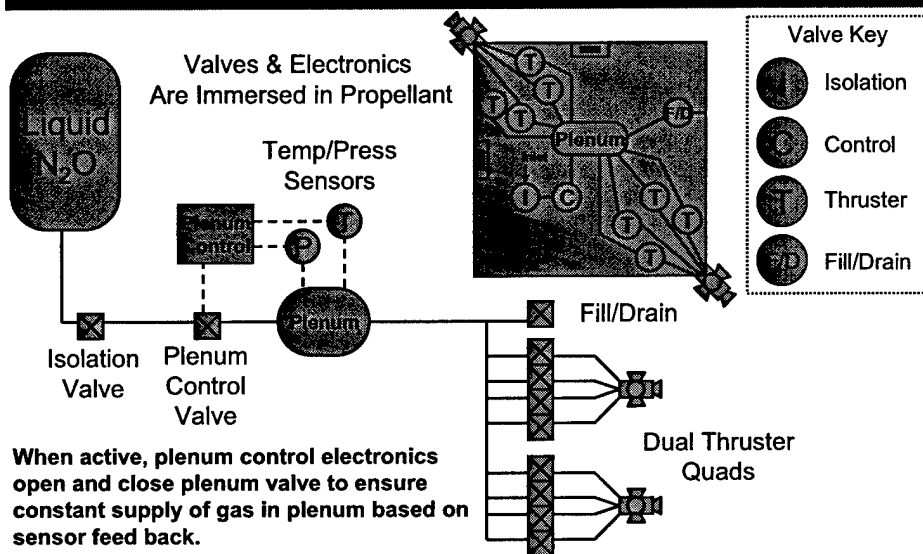 Valves & Electronics
Are Immersed in Propellant
Liquid
N₂O
Temp/Press
Sensors
Plenum
Control
T
P
Plenum
Isolation
Valve
Plenum
Control
Valve
Fill/Drain
Dual Thruster
Quads
When active, plenum control electronics
open and close plenum valve to ensure
constant supply of gas in plenum based on
sensor feed back.
T
T
T
T
F/D
Plenum
I
C
T
T
T
T
Valve Key
I
Isolation
C
Control
T
Thruster
F/D
Fill/Drain